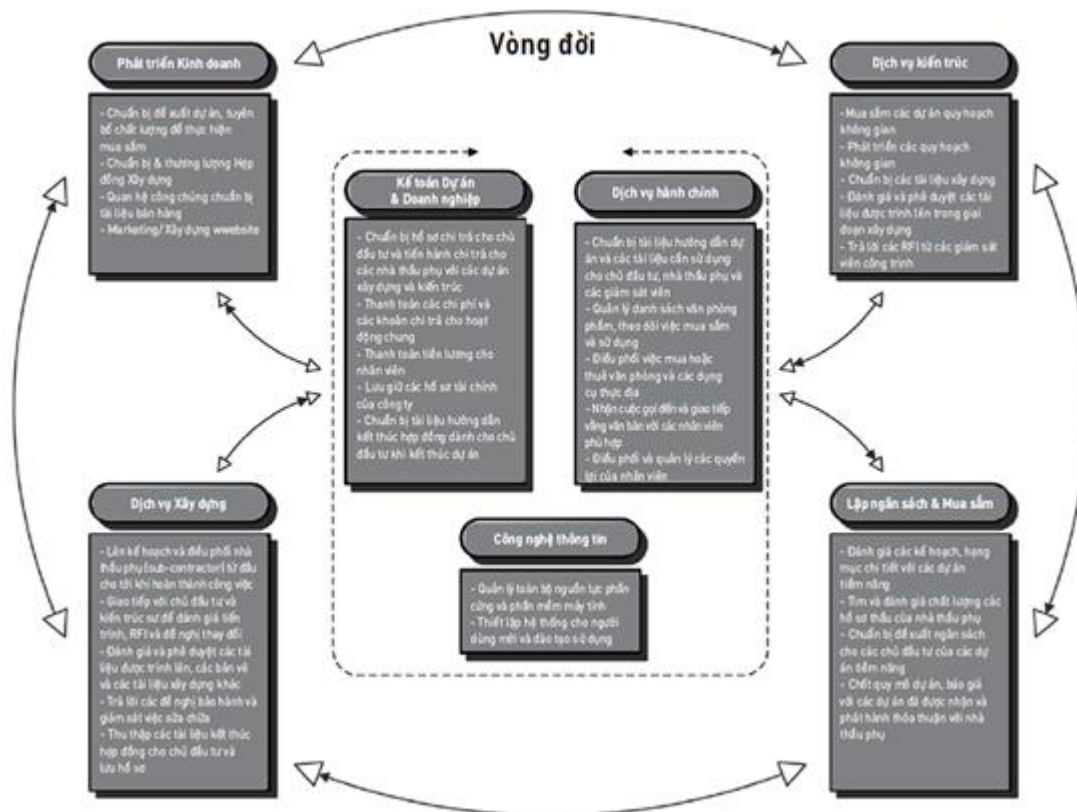 Vòng đời
Phát triển Kinh doanh
- Chuẩn bị đề xuất dự án, tuyên
bố chất lượng để thực hiện
mua sắm
- Chuẩn bị & thương lượng Hợp
đồng Xây dựng
- Quan hệ công chúng chuẩn bị
tài liệu bán hàng
- Marketing/ Xây dựng wwebsite
Dịch vụ kiến trúc
- Mua sắm các dự án quy hoạch
không gian
- Phát triển các quy hoạch
không gian
- Chuẩn bị các tài liệu xây dựng
- Đánh giá và phê duyệt các tài
liệu được trình lên trong giai
đoạn xây dựng
- Trả lời các RFI từ các giám sát
viên công trình
Kế toán Dự án
& Doanh nghiệp
- Chuẩn bị hồ sơ chi trả cho chủ
đầu tư và tiến hành chi trả cho
các nhà thầu phụ với các dự án
xây dựng và kiến trúc
- Thanh toán các chi phí và
các khoản chi trả cho hoạt
động chung
- Thanh toán tiền lương cho
nhân viên
- Lưu giữ các hồ sơ tài chính
của công ty
- Chuẩn bị tài liệu hướng dẫn
kết thúc hợp đồng dành cho chủ
đầu tư khi kết thúc dự án
Dịch vụ hành chính
- Chuẩn bị tài liệu hướng dẫn dự
án và các tài liệu cần sử dụng
cho chủ đầu tư, nhà thầu phụ và
các giám sát viên
- Quản lý danh sách văn phòng
phẩm, theo dõi việc mua sắm
và sử dụng
- Điều phối việc mua hoặc
thuê văn phòng và các dụng
cụ thực địa
- Nhận cuộc gọi đến và giao tiếp
vằng văn bản với các nhân viên
phù hợp
- Điều phối và quản lý các quyền
lợi của nhân viên
Dịch vụ Xây dựng
- Lên kế hoạch và điều phối nhà
thầu phụ (sub-contractor) từ đầu
cho tới khi hoàn thành công việc
- Giao tiếp với chủ đầu tư và
kiến trúc sư để đánh giá tiến
trình, RFI và đề nghị thay đổi
- Đánh giá và phê duyệt các tài
liệu được trình lên, các bản vẽ
và các tài liệu xây dựng khác
- Trả lời các đề nghị bảo hành và
giám sát việc sửa chữa
- Thu thập các tài liệu kết thúc
hợp đồng cho chủ đầu tư và
lưu hồ sơ
Công nghệ thông tin
- Quản lý toàn bộ nguồn lực phần
cứng và phần mềm máy tính
- Thiết lập hệ thống cho người
dùng mới và đào tạo sử dụng
Lập ngân sách & Mua sắm
- Đánh giá các kế hoạch, hạng
mục chi tiết với các dự án
tiềm năng
- Tìm và đánh giá chất lượng các
hồ sơ thầu của nhà thầu phụ
- Chuẩn bị đề xuất ngân sách
cho các chủ đầu tư của các dự
án tiềm năng
- Chốt quy mô dự án, báo giá
với các dự án đã được nhận và
phát hành thỏa thuận với nhà
thầu phụ